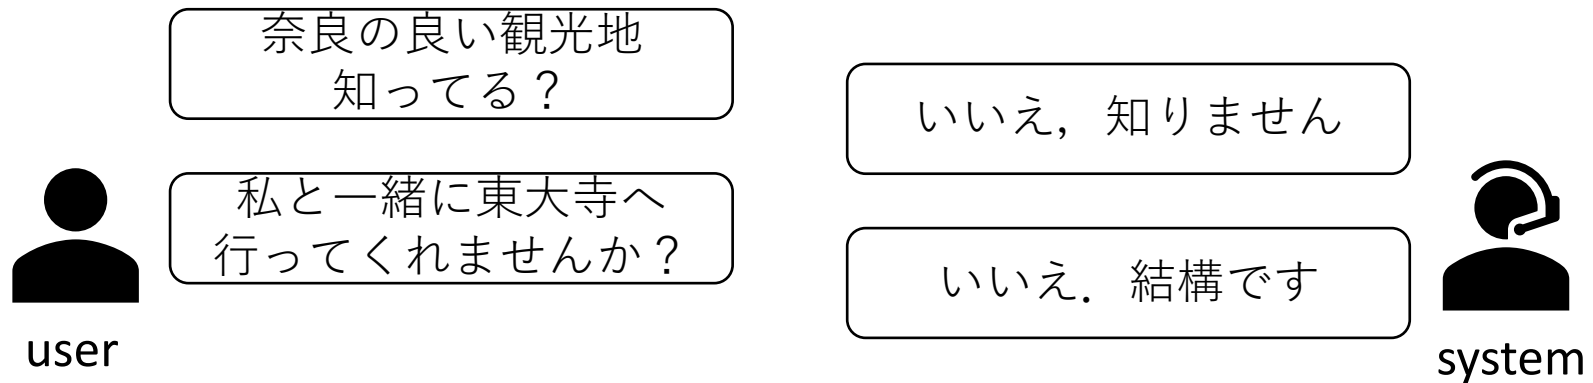 奈良の良い観光地
知ってる？
いいえ，知りません
私と一緒に東大寺へ
行ってくれませんか？
いいえ．結構です
user
system